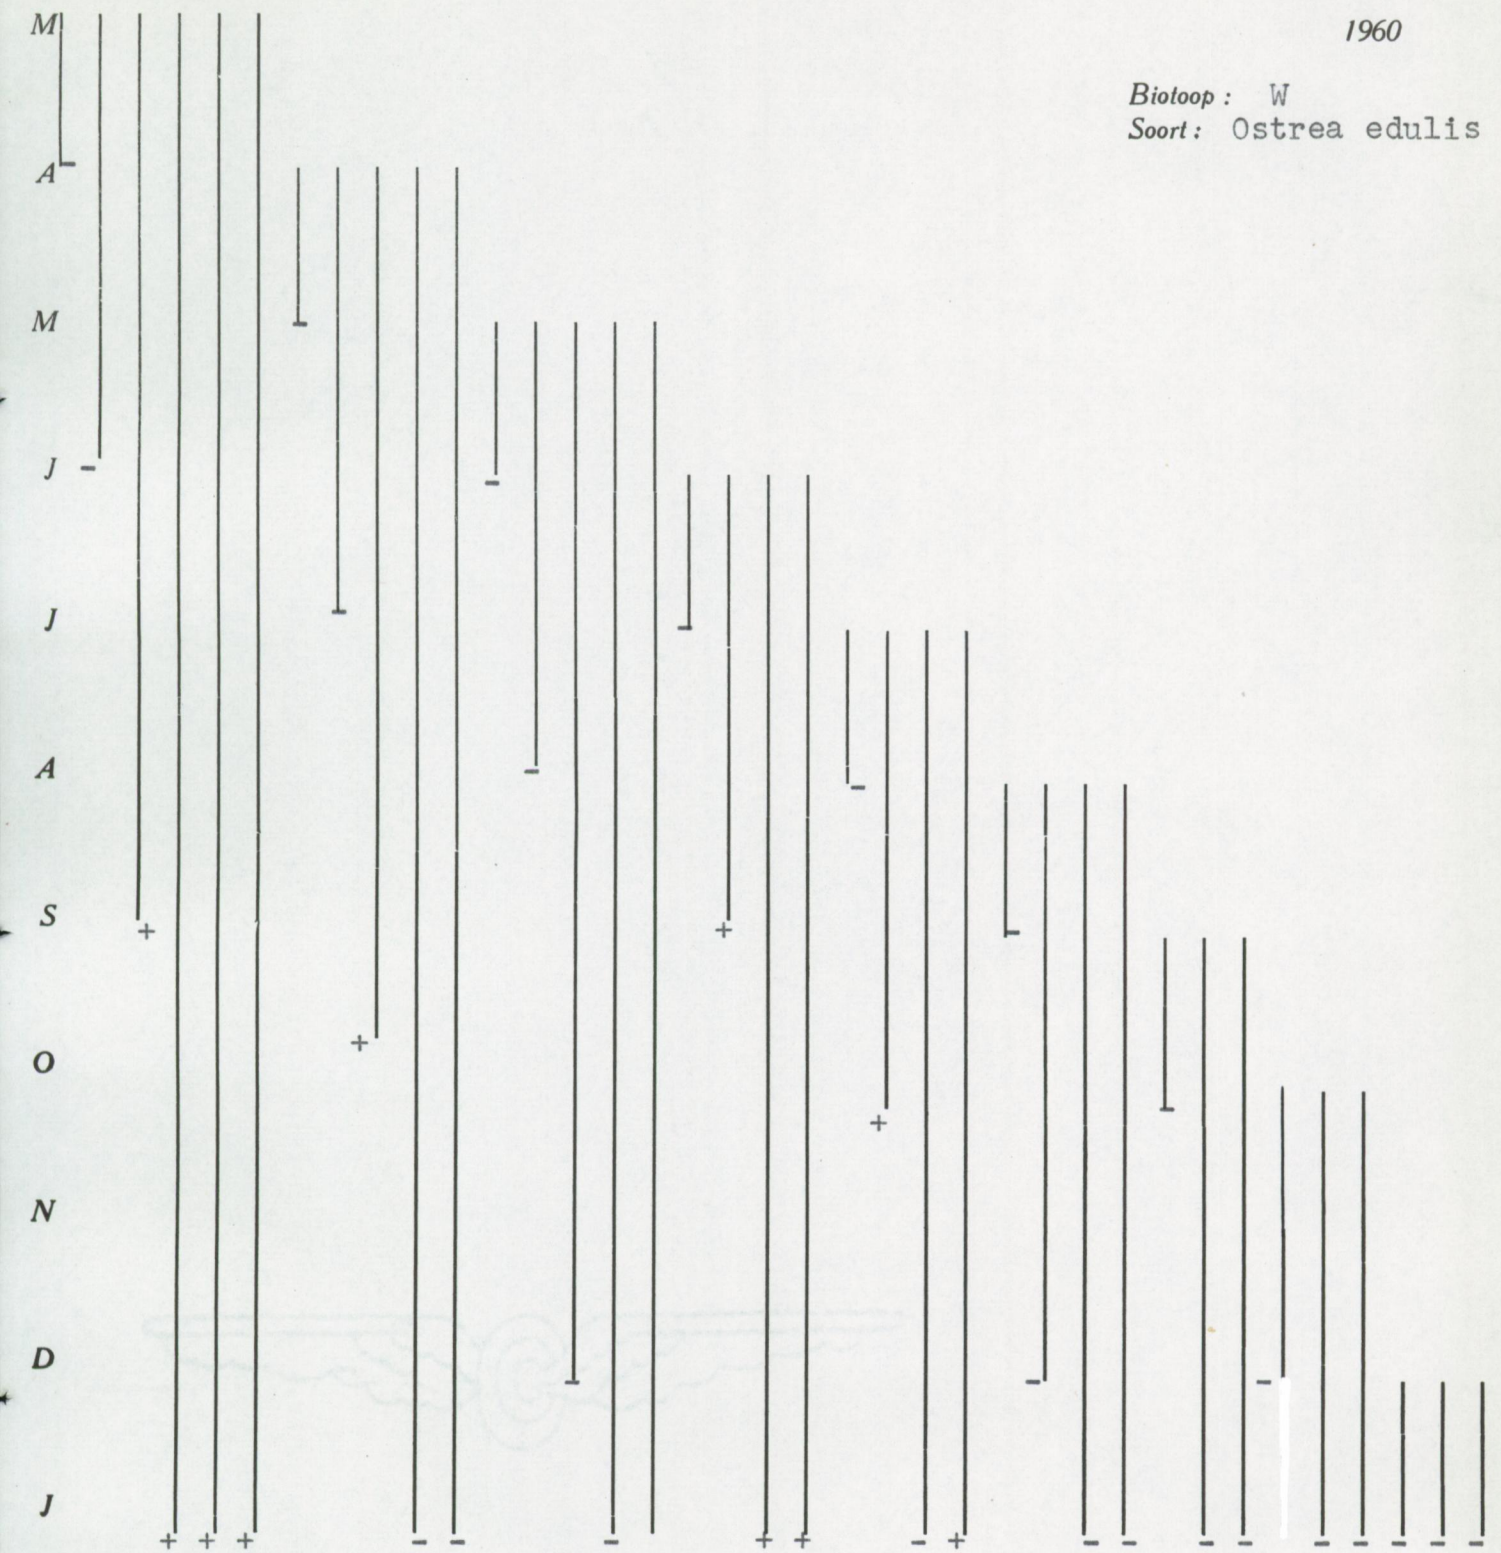 M
1960
Biotoop : W
Soort : Ostrea edulis
A -
M -
J - -
J - -
A - -
S + + -
O +
-
+
N
D - - -
J
+ + + - - - + + - + - - - - - - - - -